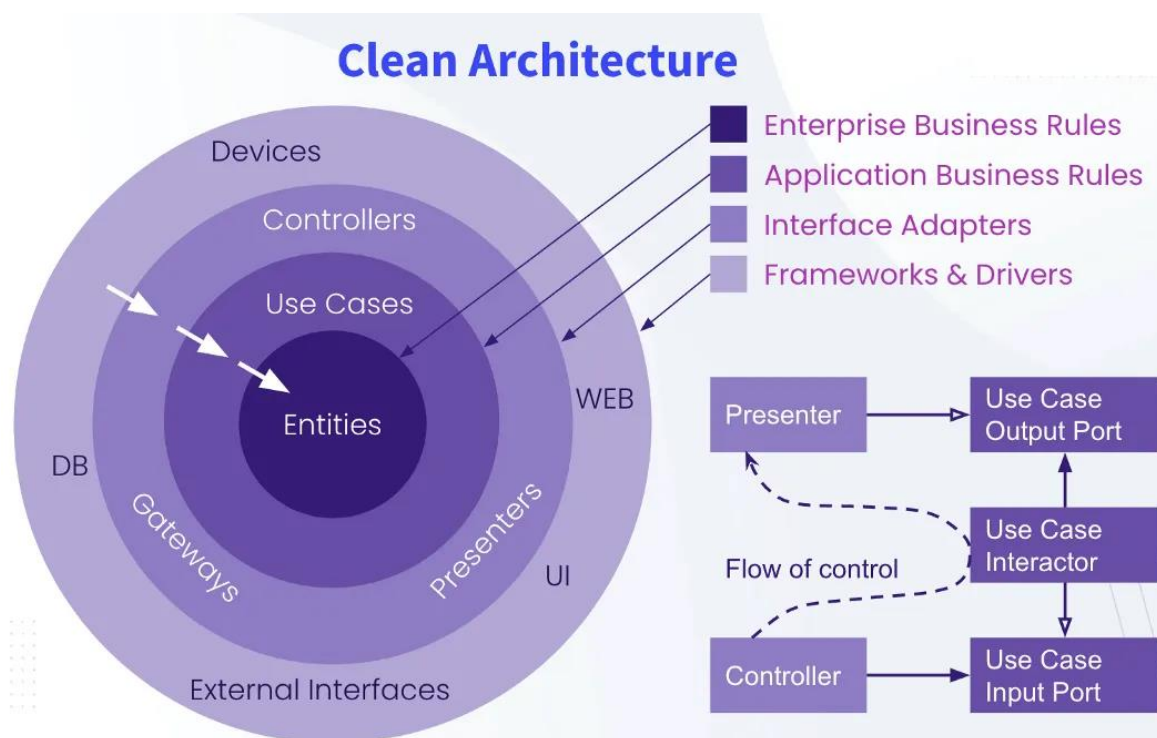 Clean Architecture
Devices
Controllers
Use Cases
Entities
WEB
DB
Gateways
Presenters
UI
External Interfaces
Enterprise Business Rules
Application Business Rules
Interface Adapters
Frameworks & Drivers
Presenter
Use Case
Output Port
Flow of control
Use Case
Interactor
Controller
Use Case
Input Port